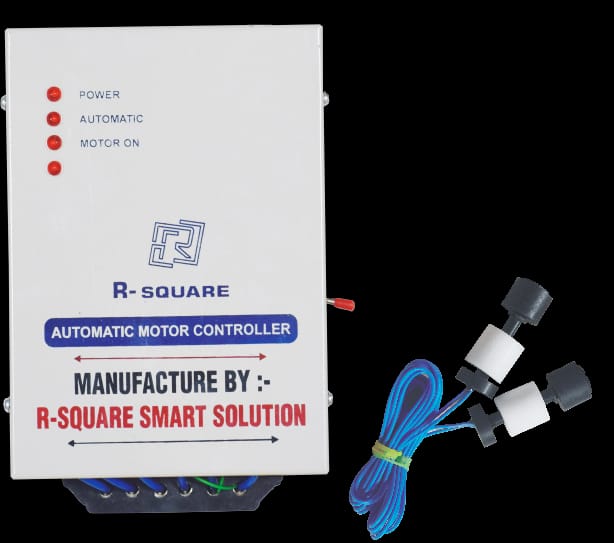 POWER
AUTOMATIC
MOTOR ON
R-SQUARE
AUTOMATIC MOTOR CONTROLLER
MANUFACTURE BY :-
R-SQUARE SMART SOLUTION